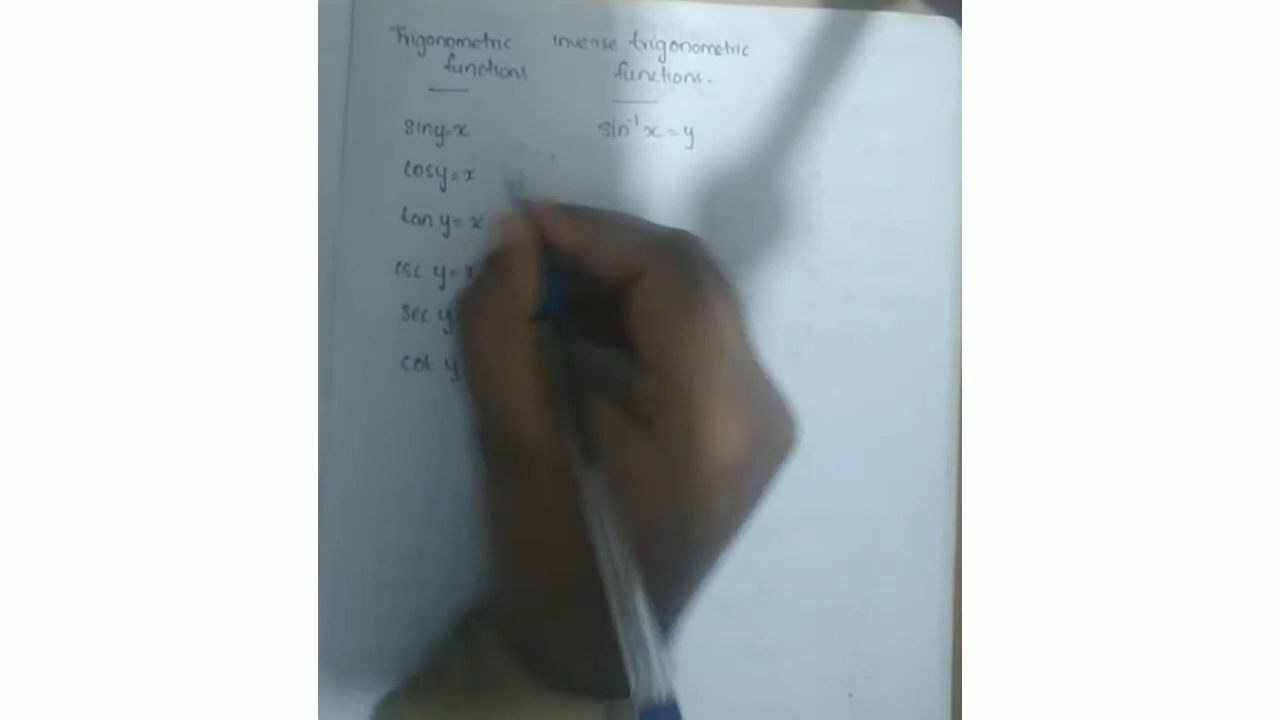 Trigonometric functions
inverse trigonometric functions.
sin y = x
sin⁻¹ x = y
cos y = x
tan y = x
csc y =
sec y
cot y